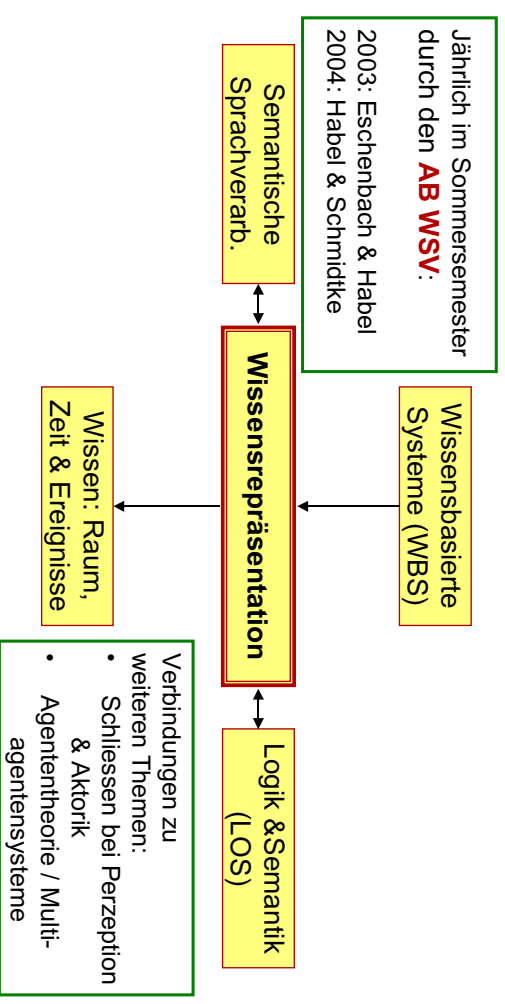 Jährlich im Sommersemester
durch den AB WSV:
2003: Eschenbach & Habel
2004: Habel & Schmidtke
Wissensbasierte
Systeme (WBS)
Semantische
Sprachverarb.
Wissensrepräsentation
Logik &Semantik
(LOS)
Wissen: Raum,
Zeit & Ereignisse
Verbindungen zu
weiteren Themen:
• Schliessen bei Perzeption
& Aktorik
• Agententheorie / Multi-
agentensysteme